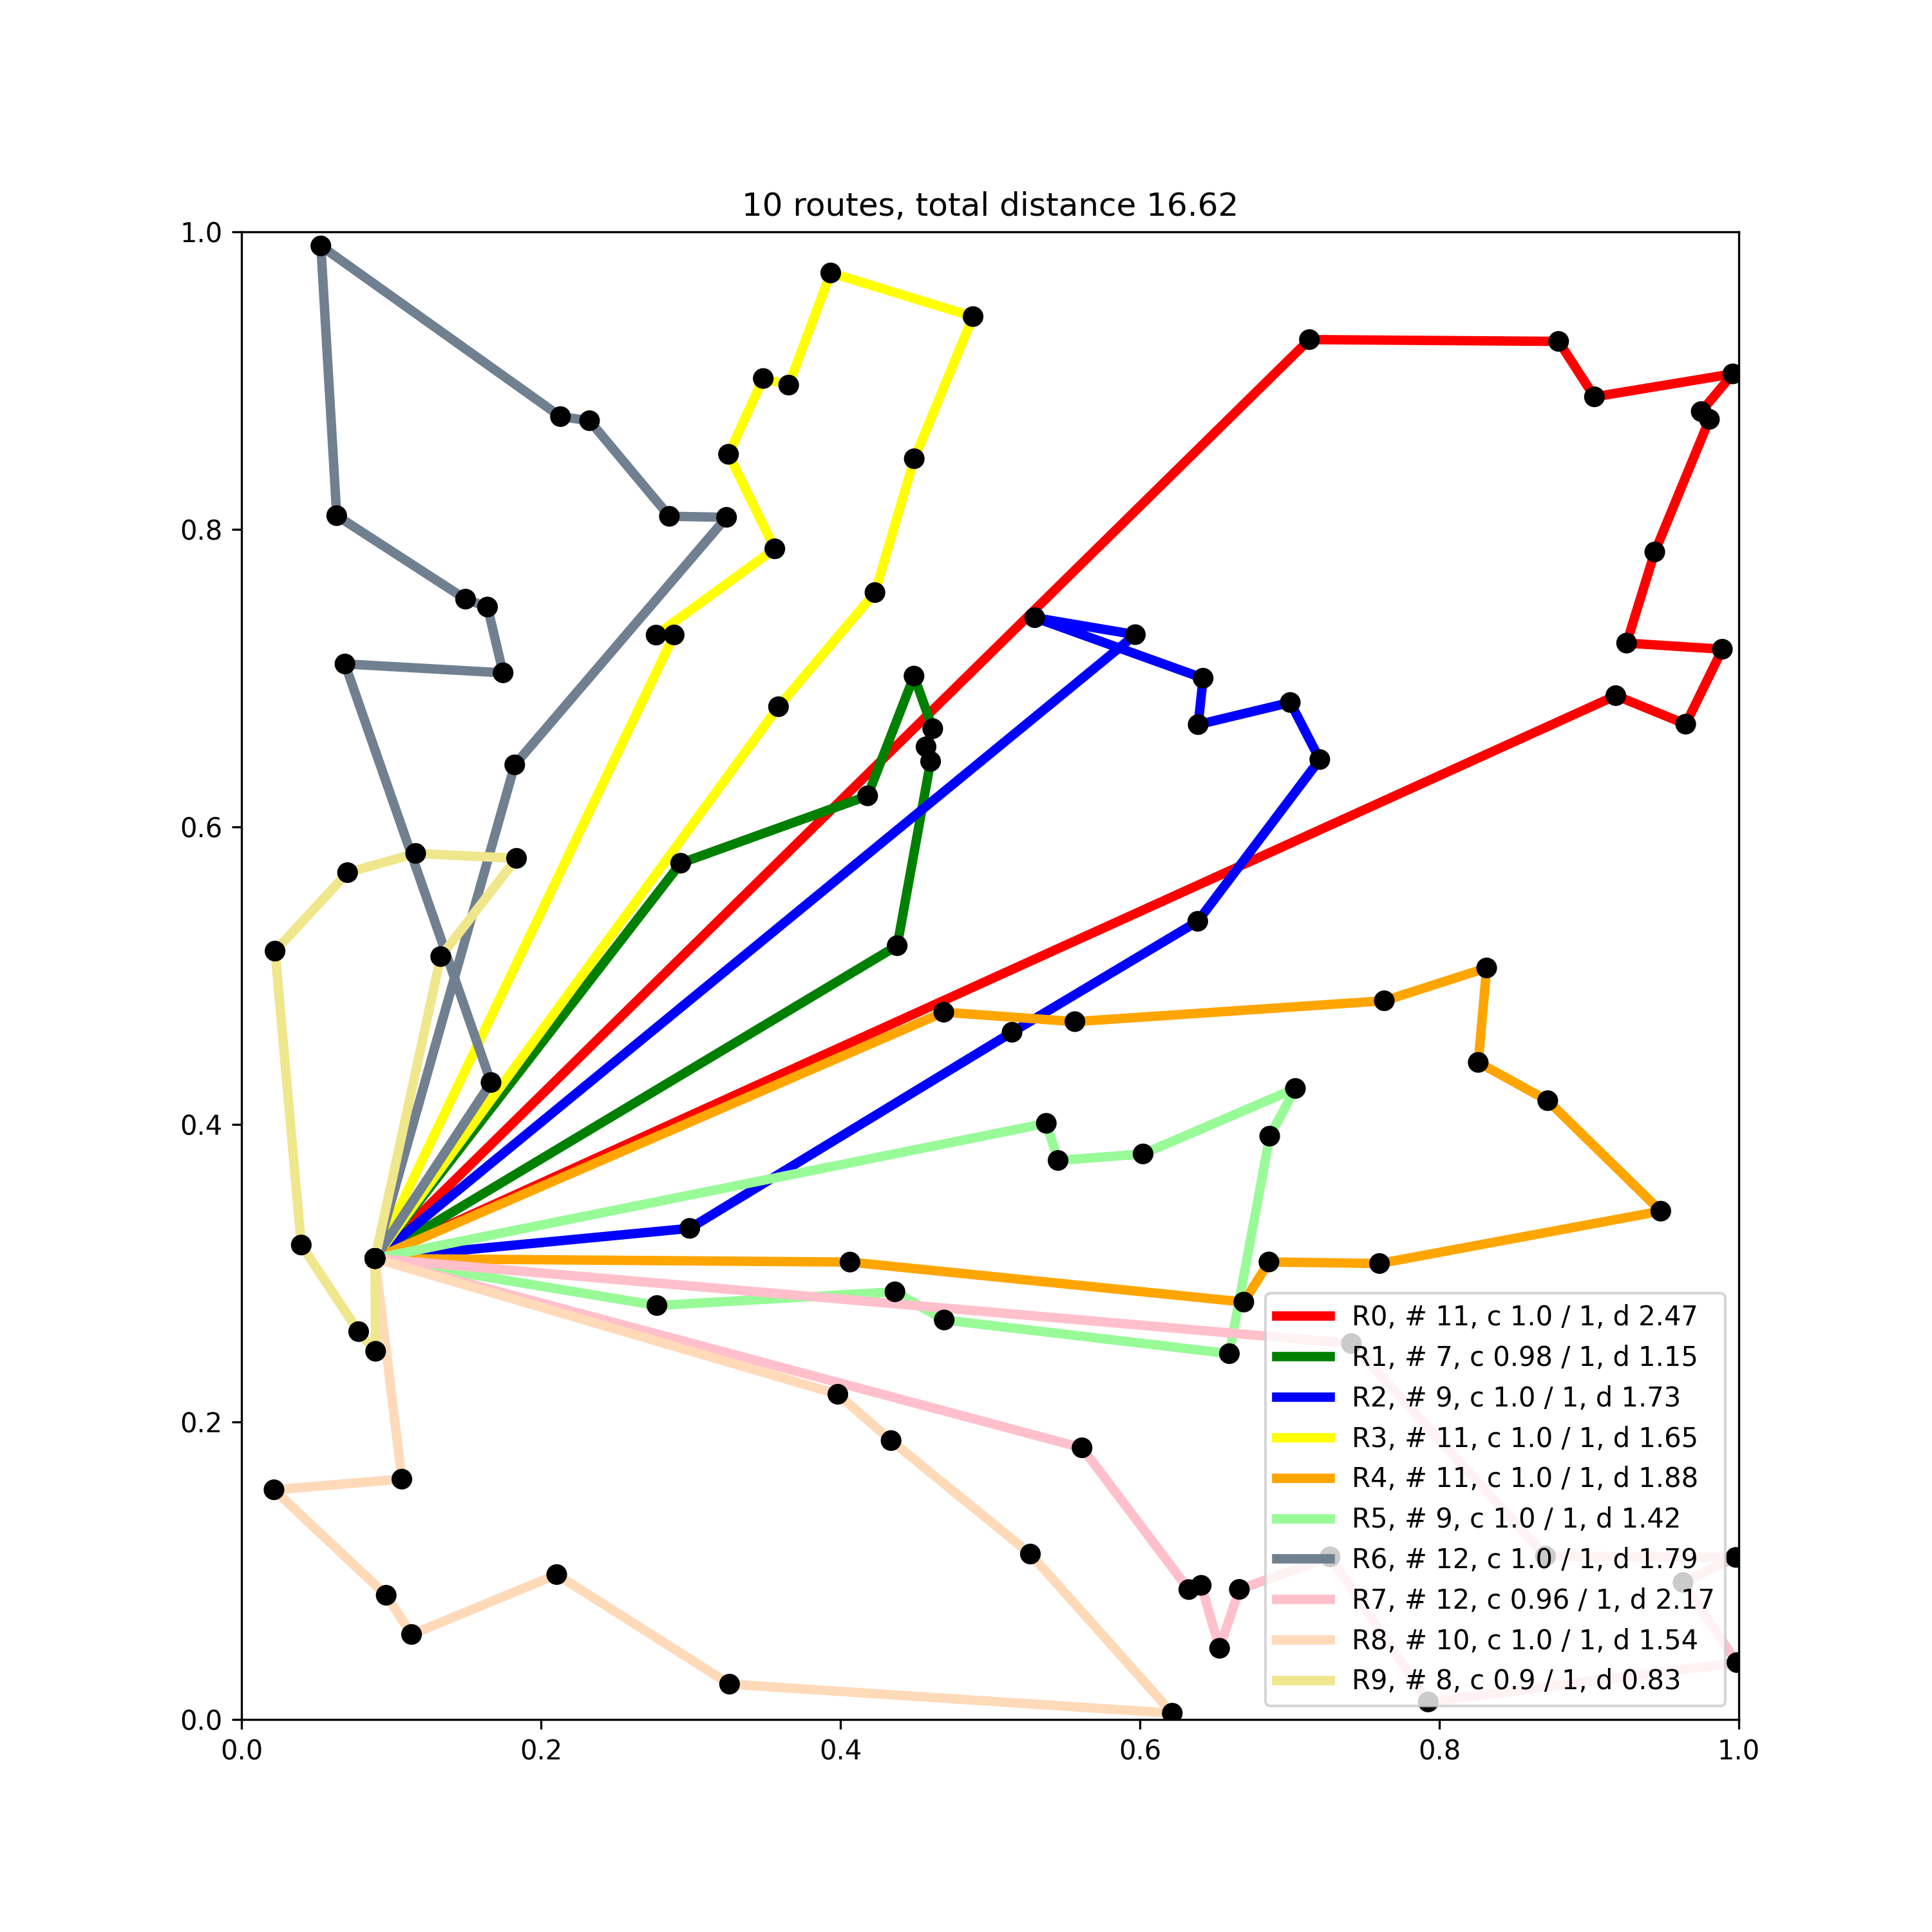 10 routes, total distance 16.62
1.0
0.8
0.6
0.4
0.2
0.0
R0, # 11, c 1.0 / 1, d 2.47
R1, # 7, c 0.98 / 1, d 1.15
R2, # 9, c 1.0 / 1, d 1.73
R3, # 11, c 1.0 / 1, d 1.65
R4, # 11, c 1.0 / 1, d 1.88
R5, # 9, c 1.0 / 1, d 1.42
R6, # 12, c 1.0 / 1, d 1.79
R7, # 12, c 0.96 / 1, d 2.17
R8, # 10, c 1.0 / 1, d 1.54
R9, # 8, c 0.9 / 1, d 0.83
0.0 0.2 0.4 0.6 0.8 1.0